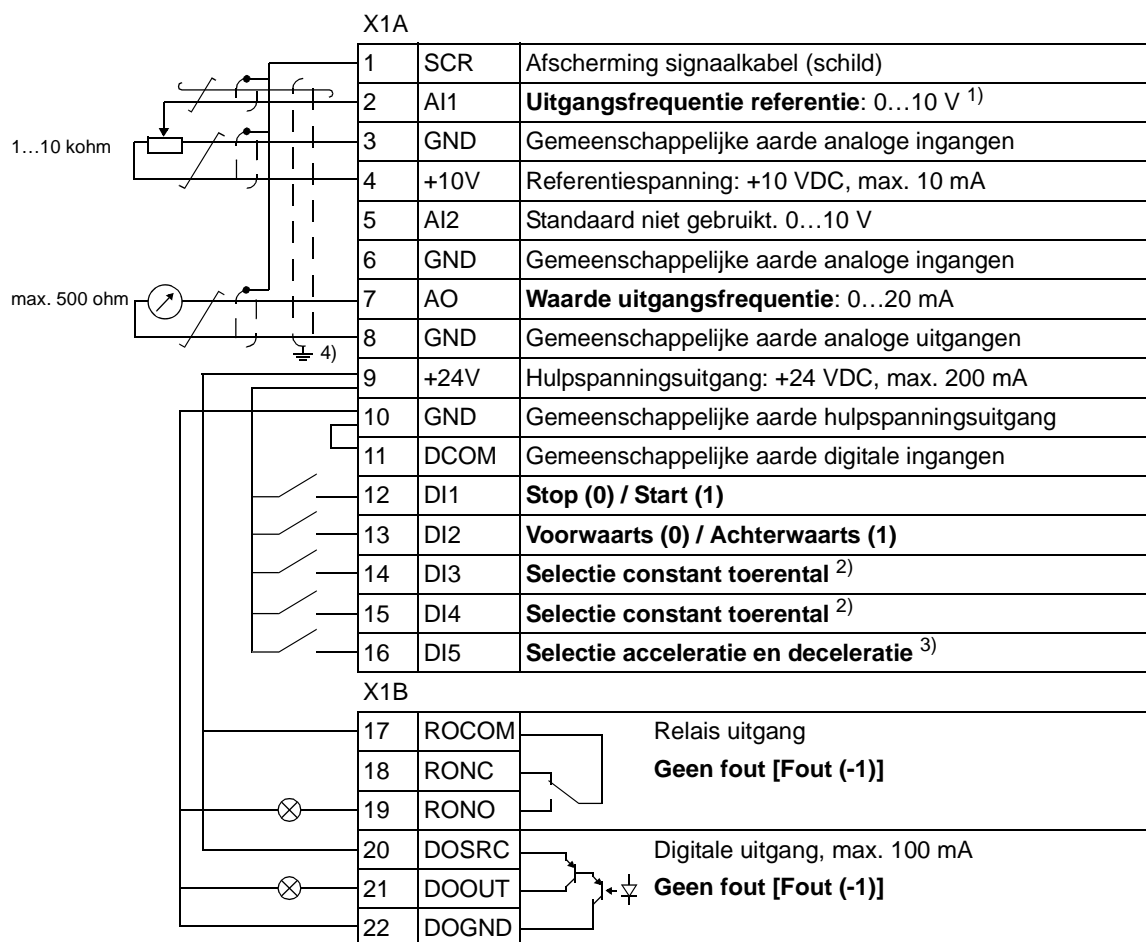 X1A
1 SCR Afscherming signaalkabel (schild)
2 AI1 Uitgangsfrequentie referentie: 0…10 V 1)
1…10 kohm
3 GND Gemeenschappelijke aarde analoge ingangen
4 +10V Referentiespanning: +10 VDC, max. 10 mA
5 AI2 Standaard niet gebruikt. 0…10 V
6 GND Gemeenschappelijke aarde analoge ingangen
max. 500 ohm
7 AO Waarde uitgangsfrequentie: 0…20 mA
8 GND Gemeenschappelijke aarde analoge uitgangen
4)
9 +24V Hulpspanningsuitgang: +24 VDC, max. 200 mA
10 GND Gemeenschappelijke aarde hulpspanningsuitgang
11 DCOM Gemeenschappelijke aarde digitale ingangen
12 DI1 Stop (0) / Start (1)
13 DI2 Voorwaarts (0) / Achterwaarts (1)
14 DI3 Selectie constant toerental 2)
15 DI4 Selectie constant toerental 2)
16 DI5 Selectie acceleratie en deceleratie 3)
X1B
17 ROCOM Relais uitgang
18 RONC Geen fout [Fout (-1)]
19 RONO
20 DOSRC Digitale uitgang, max. 100 mA
21 DOOUT Geen fout [Fout (-1)]
22 DOGND